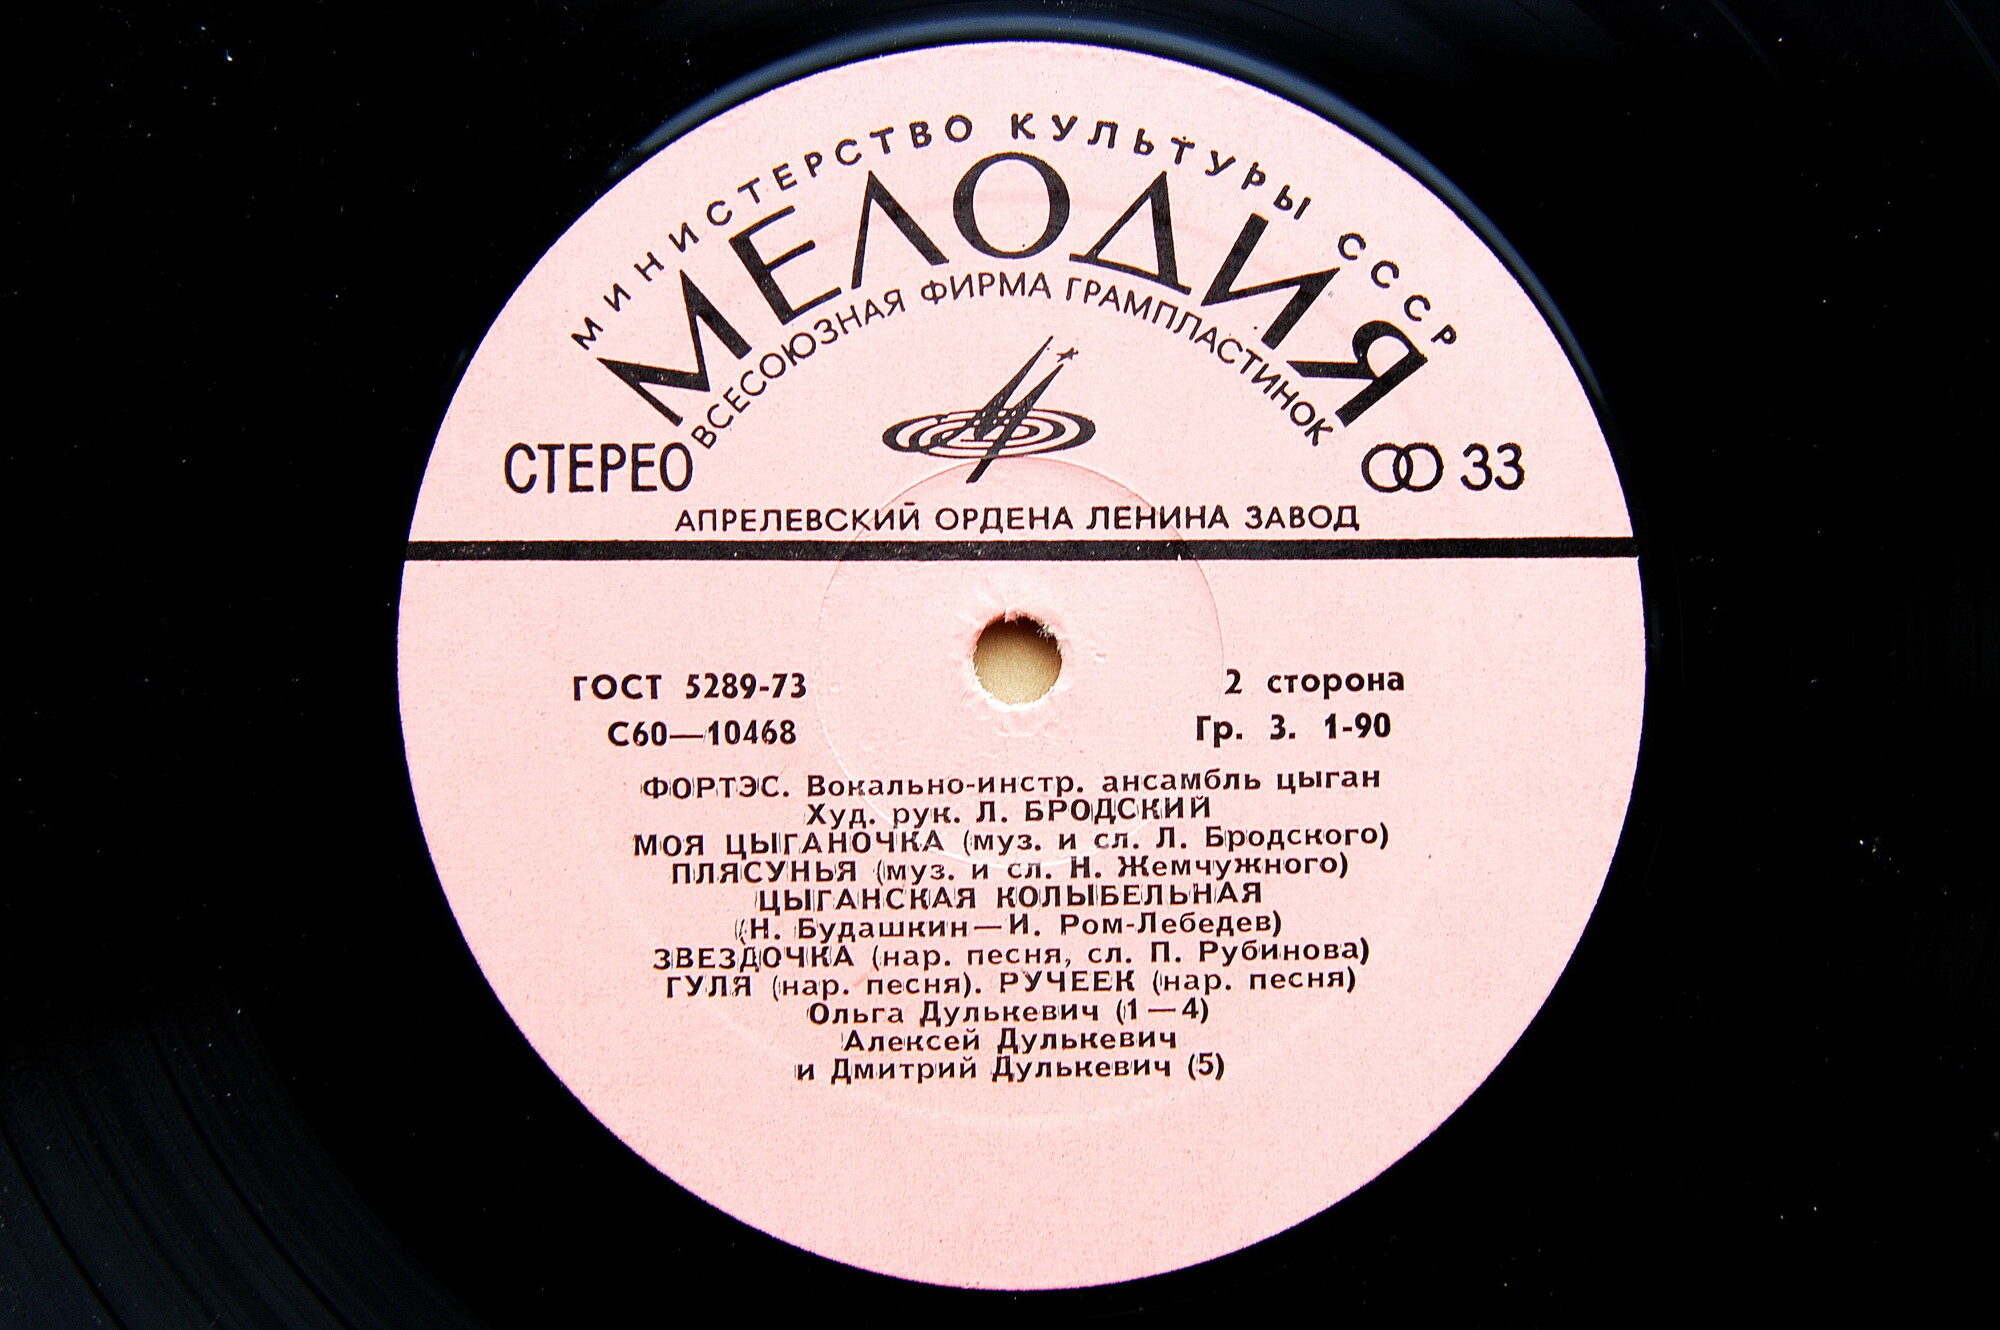 МИНИСТЕРСТВО КУЛЬТУРЫ СССР
МЕЛОДИЯ
ВСЕСОЮЗНАЯ ФИРМА ГРАМПЛАСТИНОК
СТЕРЕО 33
АПРЕЛЕВСКИЙ ОРДЕНА ЛЕНИНА ЗАВОД
ГОСТ 5289-73 2 сторона
С60—10468 Гр. 3. 1-90
ФОРТЭС. Вокально-инстр. ансамбль цыган
Худ. рук. Л. БРОДСКИЙ
МОЯ ЦЫГАНОЧКА (муз. и сл. Л. Бродского)
ПЛЯСУНЬЯ (муз. и сл. Н. Жемчужного)
ЦЫГАНСКАЯ КОЛЫБЕЛЬНАЯ
(Н. Будашкин—И. Ром-Лебедев)
ЗВЕЗДОЧКА (нар. песня, сл. П. Рубинова)
ГУЛЯ (нар. песня). РУЧЕЕК (нар. песня)
Ольга Дулькевич (1—4)
Алексей Дулькевич
и Дмитрий Дулькевич (5)